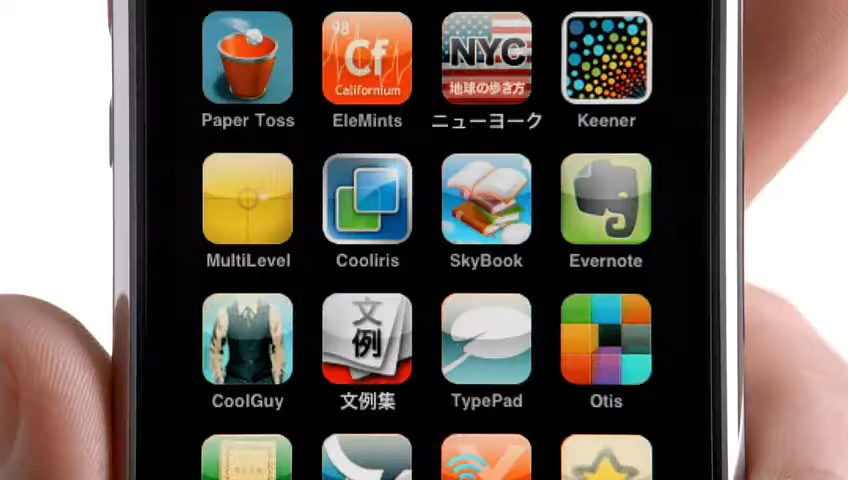 98
Cf
Californium
NYC
地球の歩き方
Paper Toss
EleMints
ニューヨーク
Keener
MultiLevel
Cooliris
SkyBook
Evernote
文
例
CoolGuy
文例集
TypePad
Otis